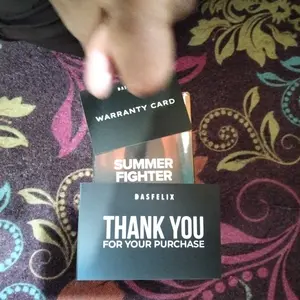 WARRANTY CARD
SUMMER
FIGHTER
DASFELIX
THANK YOU
FOR YOUR PURCHASE